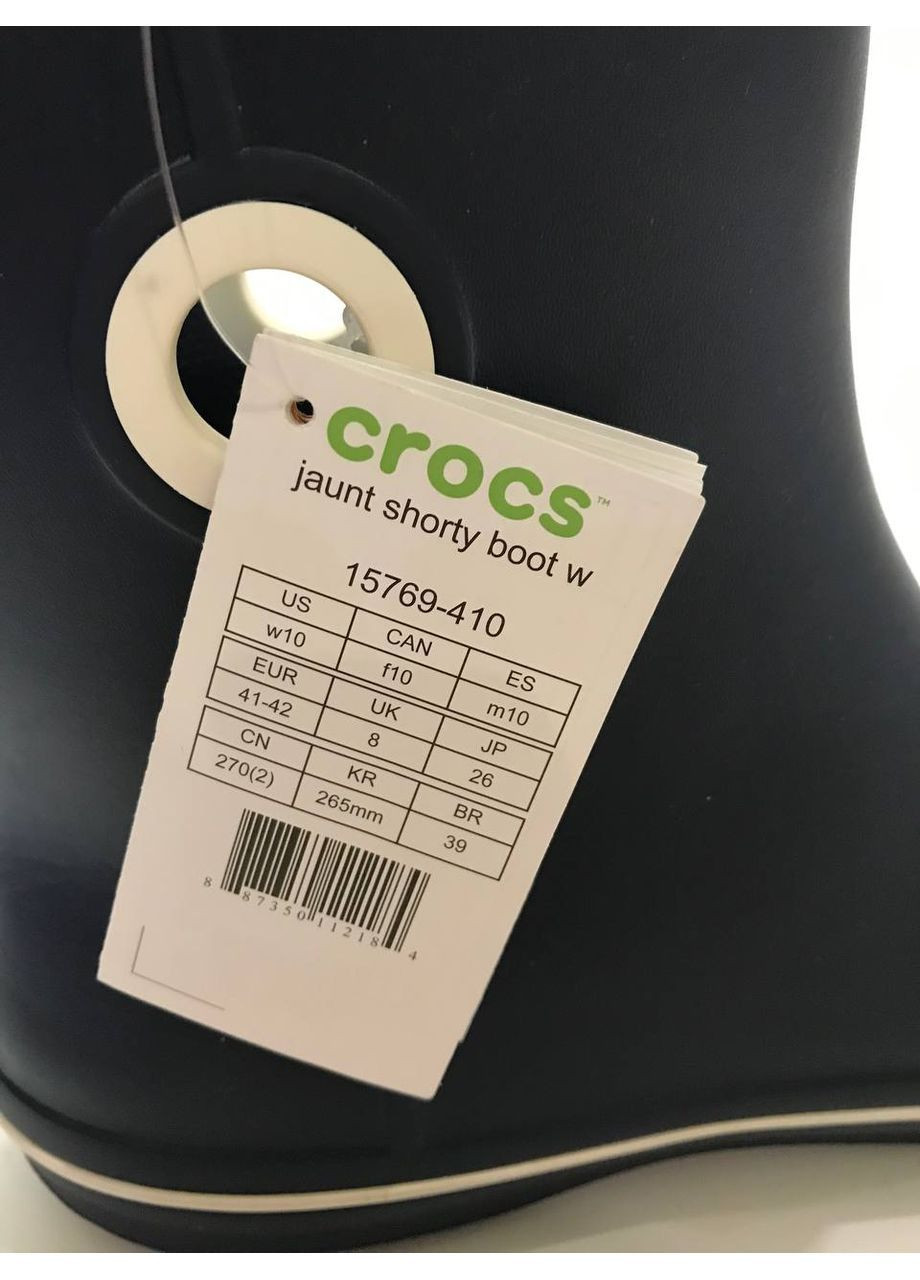 crocs™
jaunt shorty boot w
15769-410
US CAN ES
w10 f10 m10
EUR UK JP
41-42 8 26
CN KR BR
270(2) 265mm 39
8 87350 11218 4